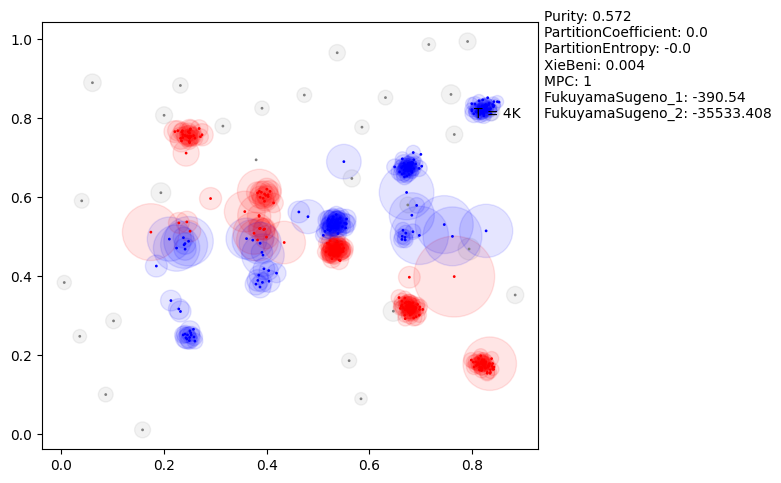 Purity: 0.572
PartitionCoefficient: 0.0
PartitionEntropy: -0.0
XieBeni: 0.004
MPC: 1
FukuyamaSugeno_1: -390.54
FukuyamaSugeno_2: -35533.408
T = 4K
1.0
0.8
0.6
0.4
0.2
0.0
0.0 0.2 0.4 0.6 0.8